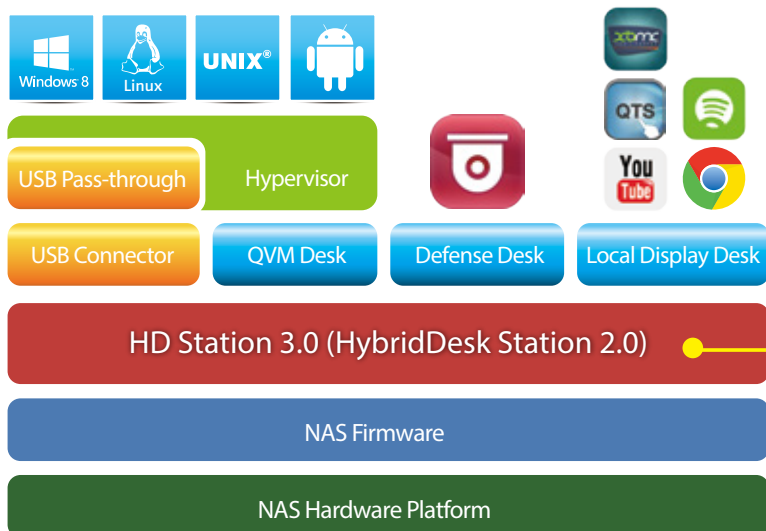 Windows 8
Linux
UNIX®
xbmc
QTS
You
Tube
USB Pass-through
Hypervisor
USB Connector
QVM Desk
Defense Desk
Local Display Desk
HD Station 3.0 (HybridDesk Station 2.0)
NAS Firmware
NAS Hardware Platform